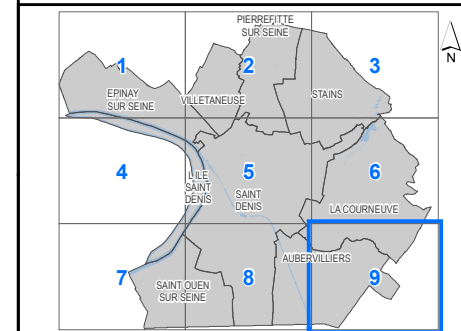 PIERREFITTE
SUR SEINE
1
2
3
N
EPINAY
SUR SEINE
VILLETANEUSE
STAINS
4
5
6
L ILE
SAINT
DENIS
SAINT
DENIS
LA COURNEUVE
7
8
AUBERVILLIERS
9
SAINT OUEN
SUR SEINE